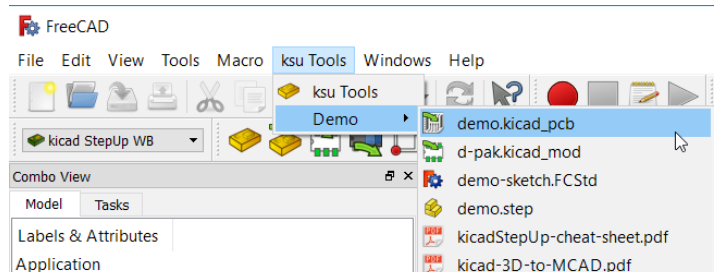 FreeCAD
File Edit View Tools Macro ksu Tools Windows Help
ksu Tools
Demo
demo.kicad_pcb
d-pak.kicad_mod
demo-sketch.FCStd
demo.step
kicadStepUp-cheat-sheet.pdf
kicad-3D-to-MCAD.pdf
kicad StepUp WB
Combo View
Model Tasks
Labels & Attributes
Application